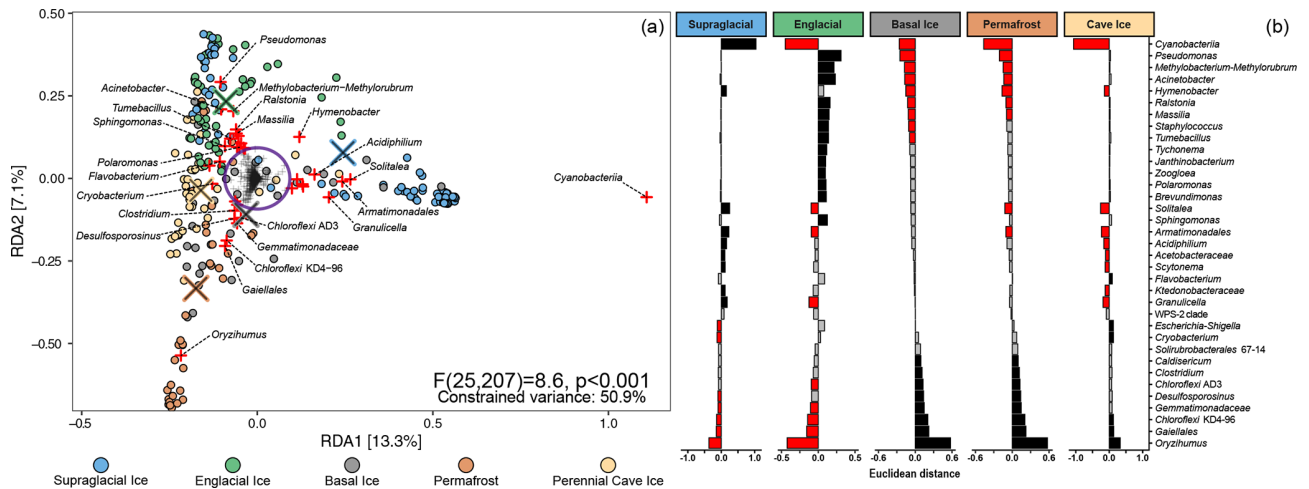 (a)
0.50
0.25
0.00
−0.25
−0.50
RDA2 [7.1%]
Pseudomonas
Acinetobacter
Methylobacterium−Methylorubrum
Tumebacillus
Ralstonia
Sphingomonas
Massilia
Hymenobacter
Acidiphilium
Polaromonas
Solitalea
Flavobacterium
Cyanobacteriia
Cryobacterium
Clostridium
Armatimonadales
Chloroflexi AD3
Granulicella
Desulfosporosinus
Gemmatimonadaceae
Chloroflexi KD4−96
Gaiellales
Oryzihumus
F(25,207)=8.6, p<0.001
Constrained variance: 50.9%
−0.5 0.0 0.5 1.0
RDA1 [13.3%]
Supraglacial Ice Englacial Ice Basal Ice Permafrost Perennial Cave Ice
(b)
Supraglacial Englacial Basal Ice Permafrost Cave Ice
Cyanobacteriia
Pseudomonas
Methylobacterium-Methylorubrum
Acinetobacter
Hymenobacter
Ralstonia
Massilia
Staphylococcus
Tumebacillus
Tychonema
Janthinobacterium
Zoogloea
Polaromonas
Brevundimonas
Solitalea
Sphingomonas
Armatimonadales
Acidiphilium
Acetobacteraceae
Scytonema
Flavobacterium
Ktedonobacteraceae
Granulicella
WPS-2 clade
Escherichia-Shigella
Cryobacterium
Solirubrobacterales 67-14
Caldisericum
Clostridium
Chloroflexi AD3
Desulfosporosinus
Gemmatimonadaceae
Chloroflexi KD4-96
Gaiellales
Oryzihumus
-1.0 0.0 1.0 -0.5 0.0 0.5 -0.6 0.0 0.6 -0.6 0.0 0.6 -1.0 0.0
Euclidean distance